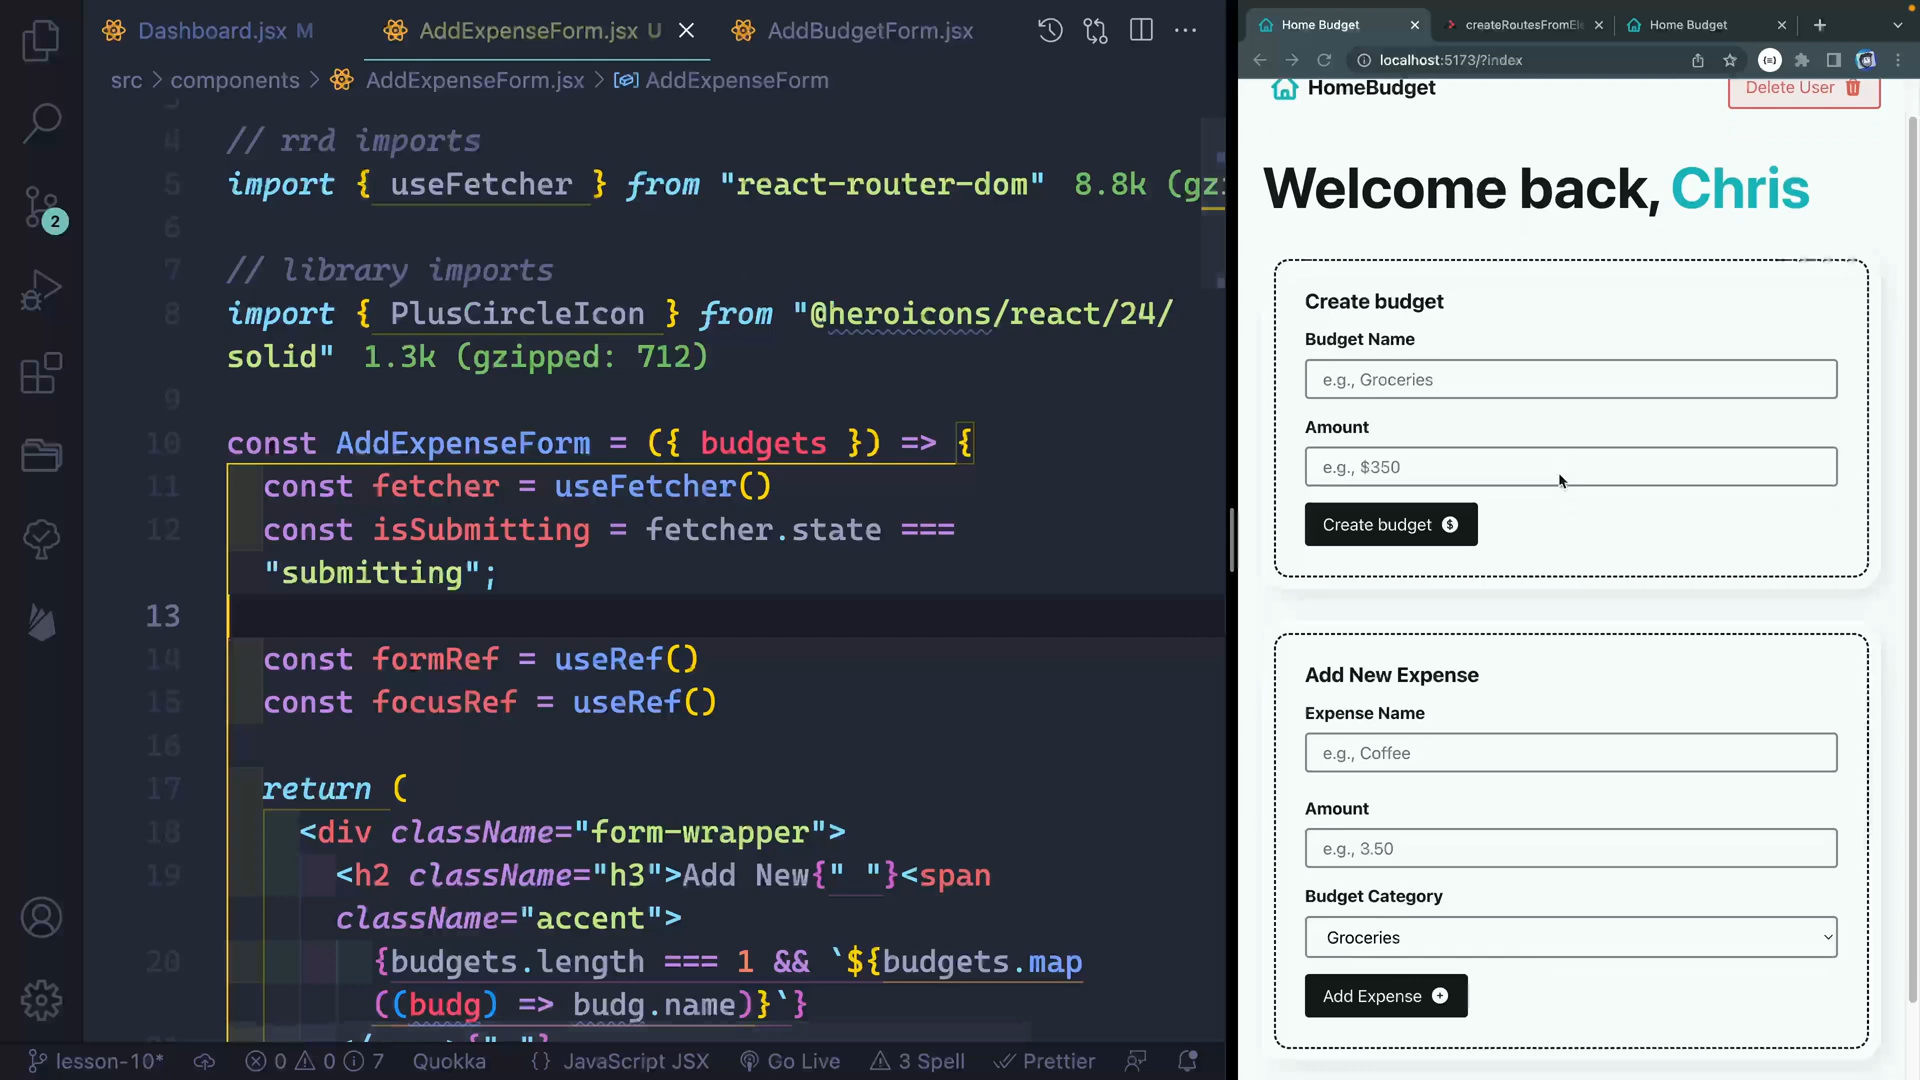 Dashboard.jsx M
AddExpenseForm.jsx U
AddBudgetForm.jsx
src > components > AddExpenseForm.jsx > AddExpenseForm
4 // rrd imports
5 import { useFetcher } from "react-router-dom" 8.8k (gz
6
7 // library imports
8 import { PlusCircleIcon } from "@heroicons/react/24/
solid" 1.3k (gzipped: 712)
9
10 const AddExpenseForm = ({ budgets }) => {
11 const fetcher = useFetcher()
12 const isSubmitting = fetcher.state ===
"submitting";
13
14 const formRef = useRef()
15 const focusRef = useRef()
16
17 return (
18 <div className="form-wrapper">
19 <h2 className="h3">Add New{" "}<span
className="accent">
20 {budgets.length === 1 && `${budgets.map
((budg) => budg.name)}`}
2
lesson-10* 0 0 7 Quokka {} JavaScript JSX Go Live 3 Spell Prettier
Home Budget
createRoutesFromEle
Home Budget
localhost:5173/?index
HomeBudget
Delete User
Welcome back, Chris
Create budget
Budget Name
e.g., Groceries
Amount
e.g., $350
Create budget
Add New Expense
Expense Name
e.g., Coffee
Amount
e.g., 3.50
Budget Category
Groceries
Add Expense